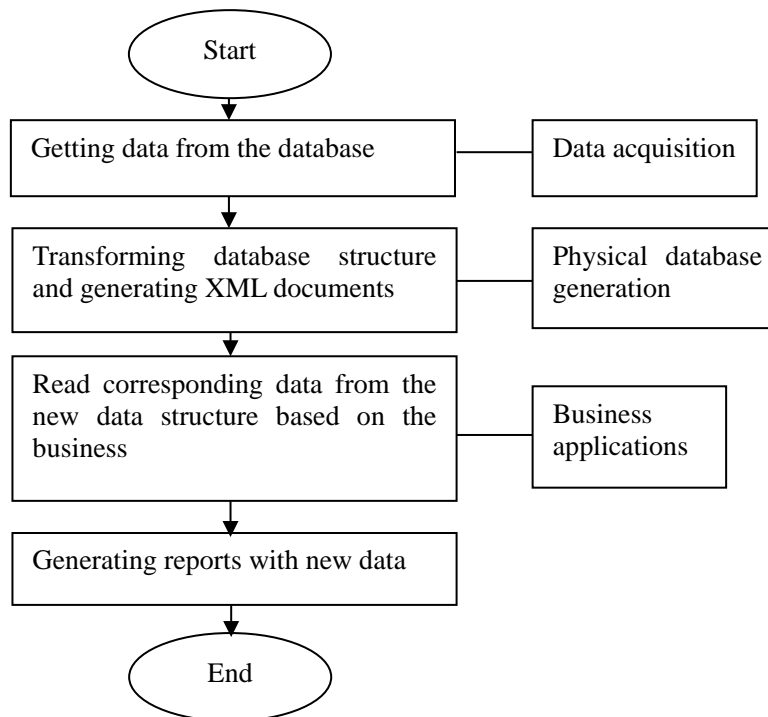 Start
Getting data from the database
Data acquisition
Transforming database structure
and generating XML documents
Physical database
generation
Read corresponding data from the
new data structure based on the
business
Business
applications
Generating reports with new data
End